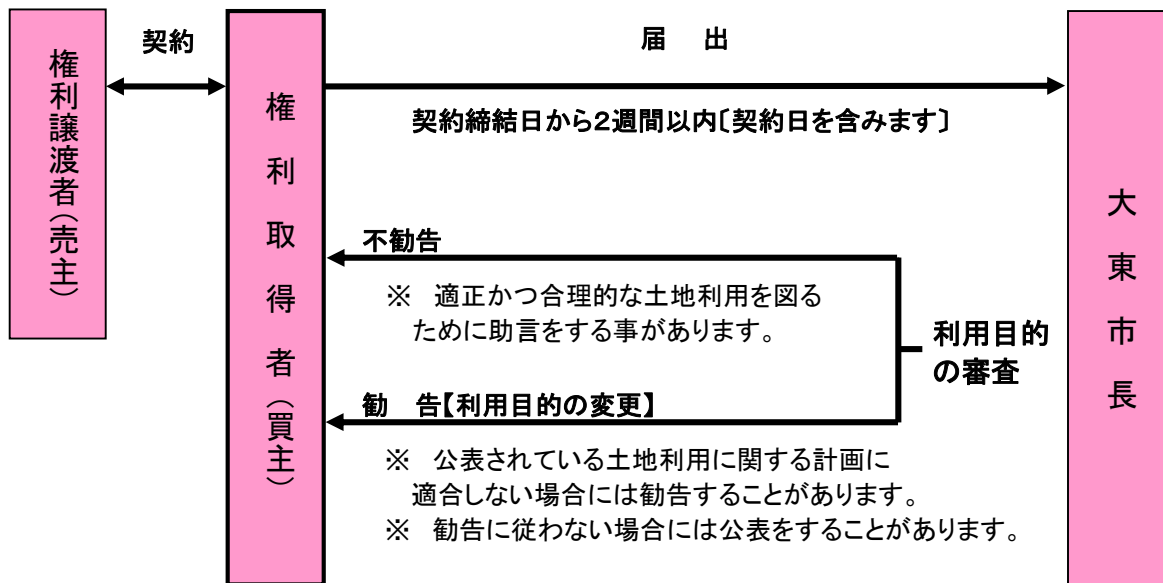 権利譲渡者(売主)
契約
権利取得者(買主)
届 出
契約締結日から2週間以内〔契約日を含みます〕
不勧告
※ 適正かつ合理的な土地利用を図る
ために助言をする事があります。
勧 告【利用目的の変更】
※ 公表されている土地利用に関する計画に
適合しない場合には勧告することがあります。
※ 勧告に従わない場合には公表をすることがあります。
利用目的
の審査
大東市長